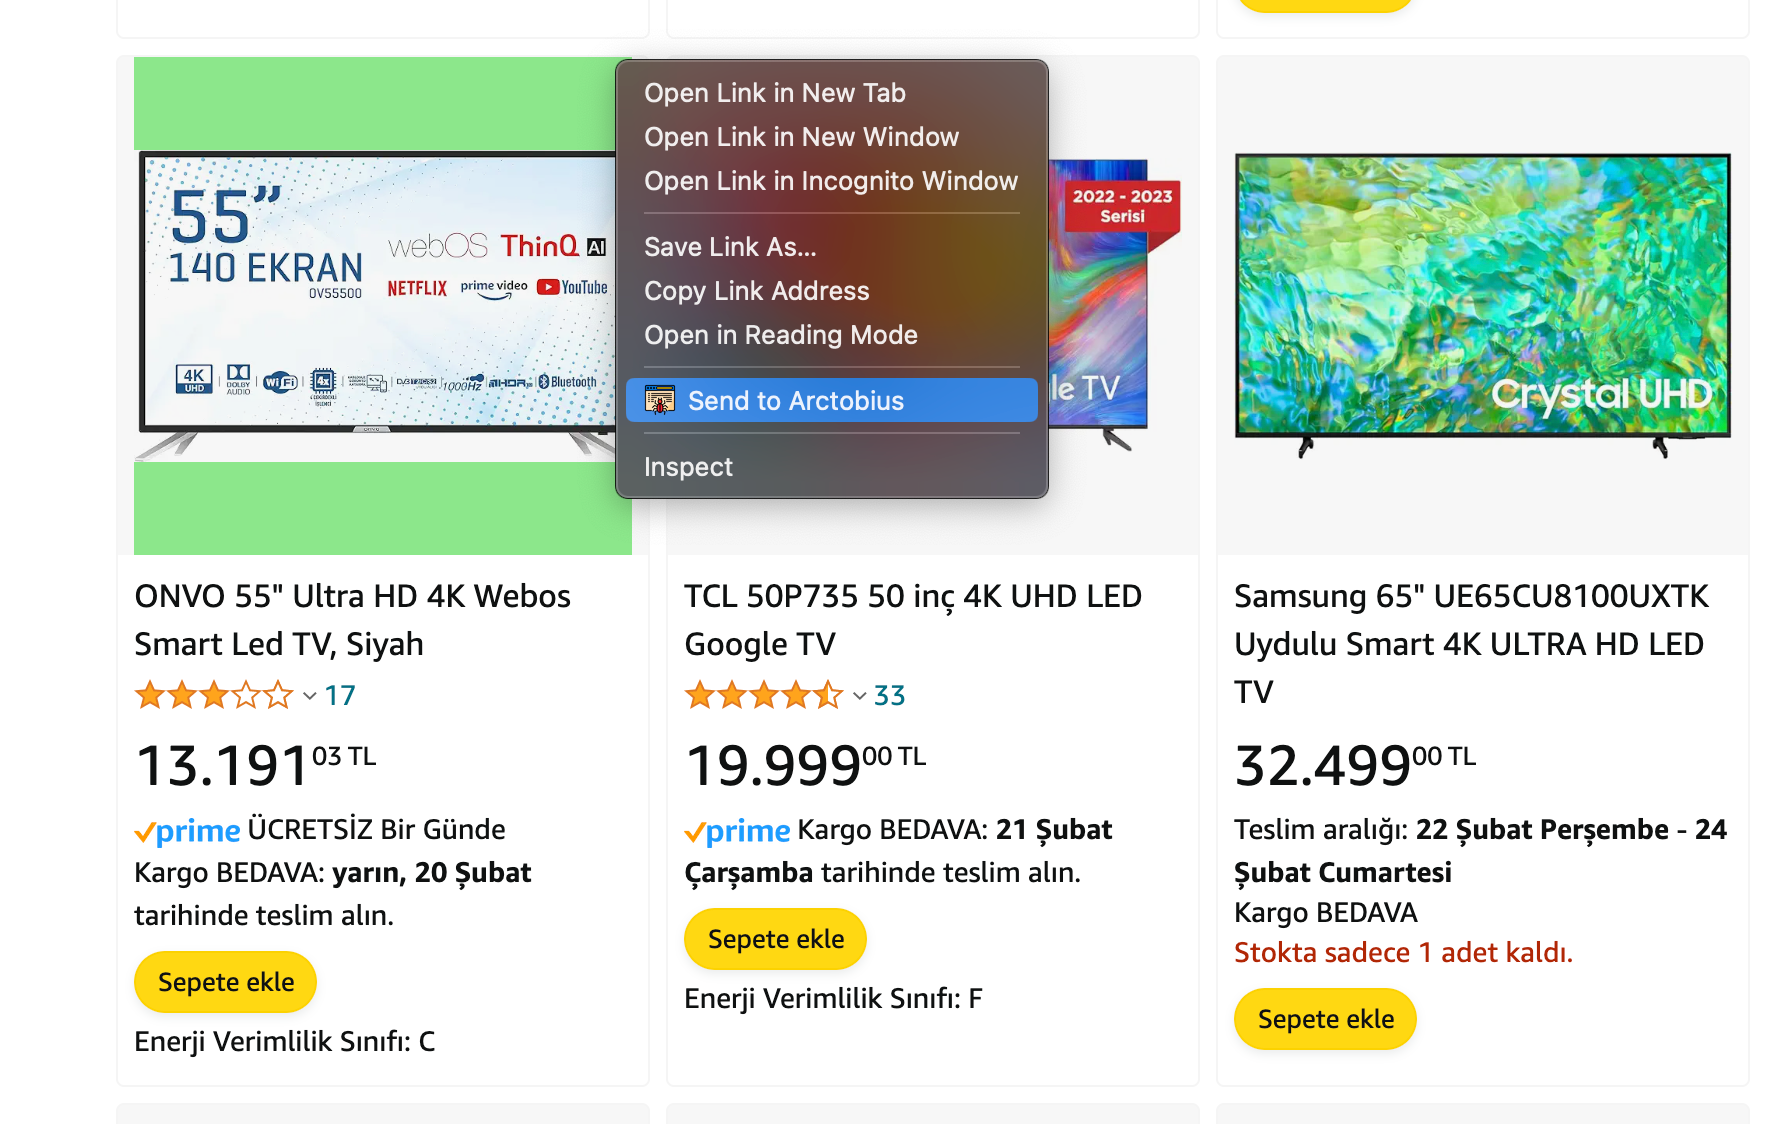 Open Link in New Tab
Open Link in New Window
Open Link in Incognito Window
Save Link As...
Copy Link Address
Open in Reading Mode
Send to Arctobius
Inspect
55”
140 EKRAN
OV55500
webOS ThinQ AI
NETFLIX prime video YouTube
4K
UHD
DOLBY
AUDIO
WiFi
4x
1000Hz
HDR
Bluetooth
2022 - 2023
Serisi
le TV
Crystal UHD
ONVO 55" Ultra HD 4K Webos
Smart Led TV, Siyah
17
13.191 03 TL
prime ÜCRETSİZ Bir Günde
Kargo BEDAVA: yarın, 20 Şubat
tarihinde teslim alın.
Sepete ekle
Enerji Verimlilik Sınıfı: C
TCL 50P735 50 inç 4K UHD LED
Google TV
33
19.999 00 TL
prime Kargo BEDAVA: 21 Şubat
Çarşamba tarihinde teslim alın.
Sepete ekle
Enerji Verimlilik Sınıfı: F
Samsung 65" UE65CU8100UXTK
Uydulu Smart 4K ULTRA HD LED
TV
32.499 00 TL
Teslim aralığı: 22 Şubat Perşembe - 24
Şubat Cumartesi
Kargo BEDAVA
Stokta sadece 1 adet kaldı.
Sepete ekle